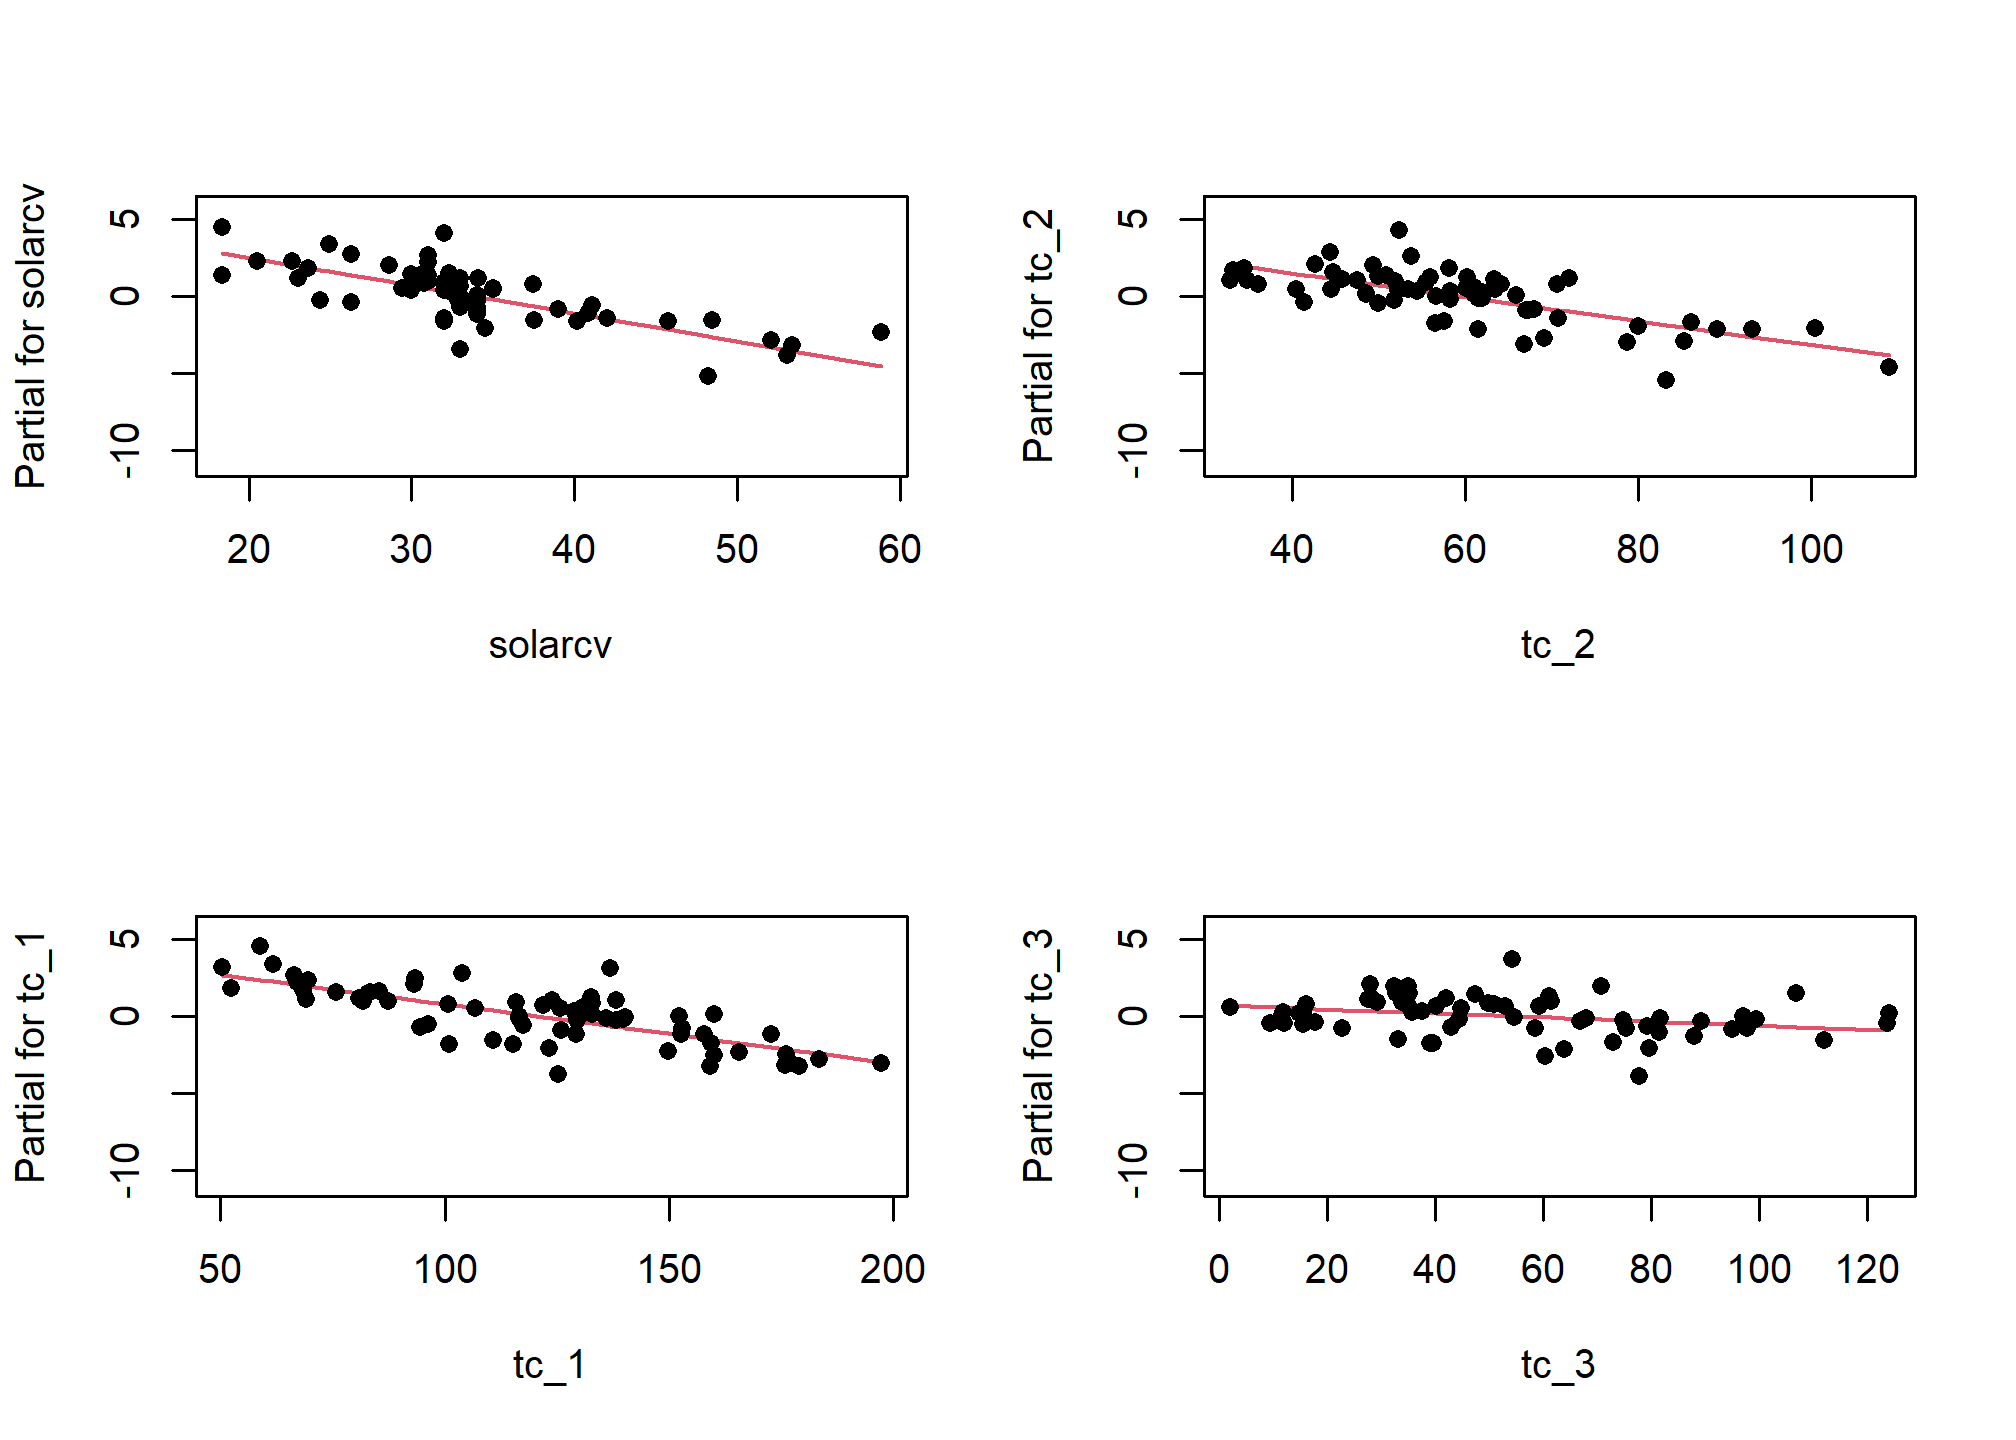 Partial for solarcv
5
0
-10
20 30 40 50 60
solarcv
Partial for tc_2
5
0
-10
40 60 80 100
tc_2
Partial for tc_1
5
0
-10
50 100 150 200
tc_1
Partial for tc_3
5
0
-10
0 20 40 60 80 100 120
tc_3